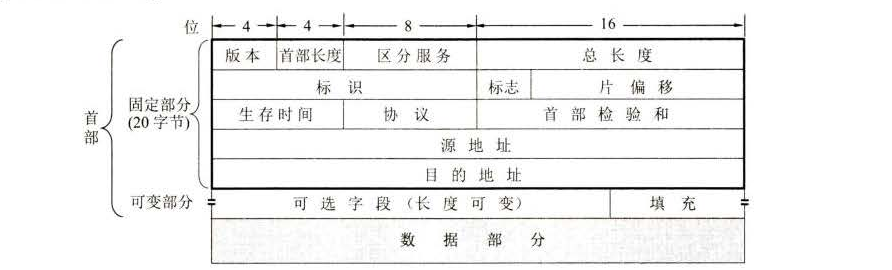 位 4 4 8 16
版本 首部长度 区分服务 总长度
标识 标志 片偏移
生存时间 协议 首部检验和
源地址
目的地址
可选字段（长度可变） 填充
数据部分
首部
固定部分
(20 字节)
可变部分